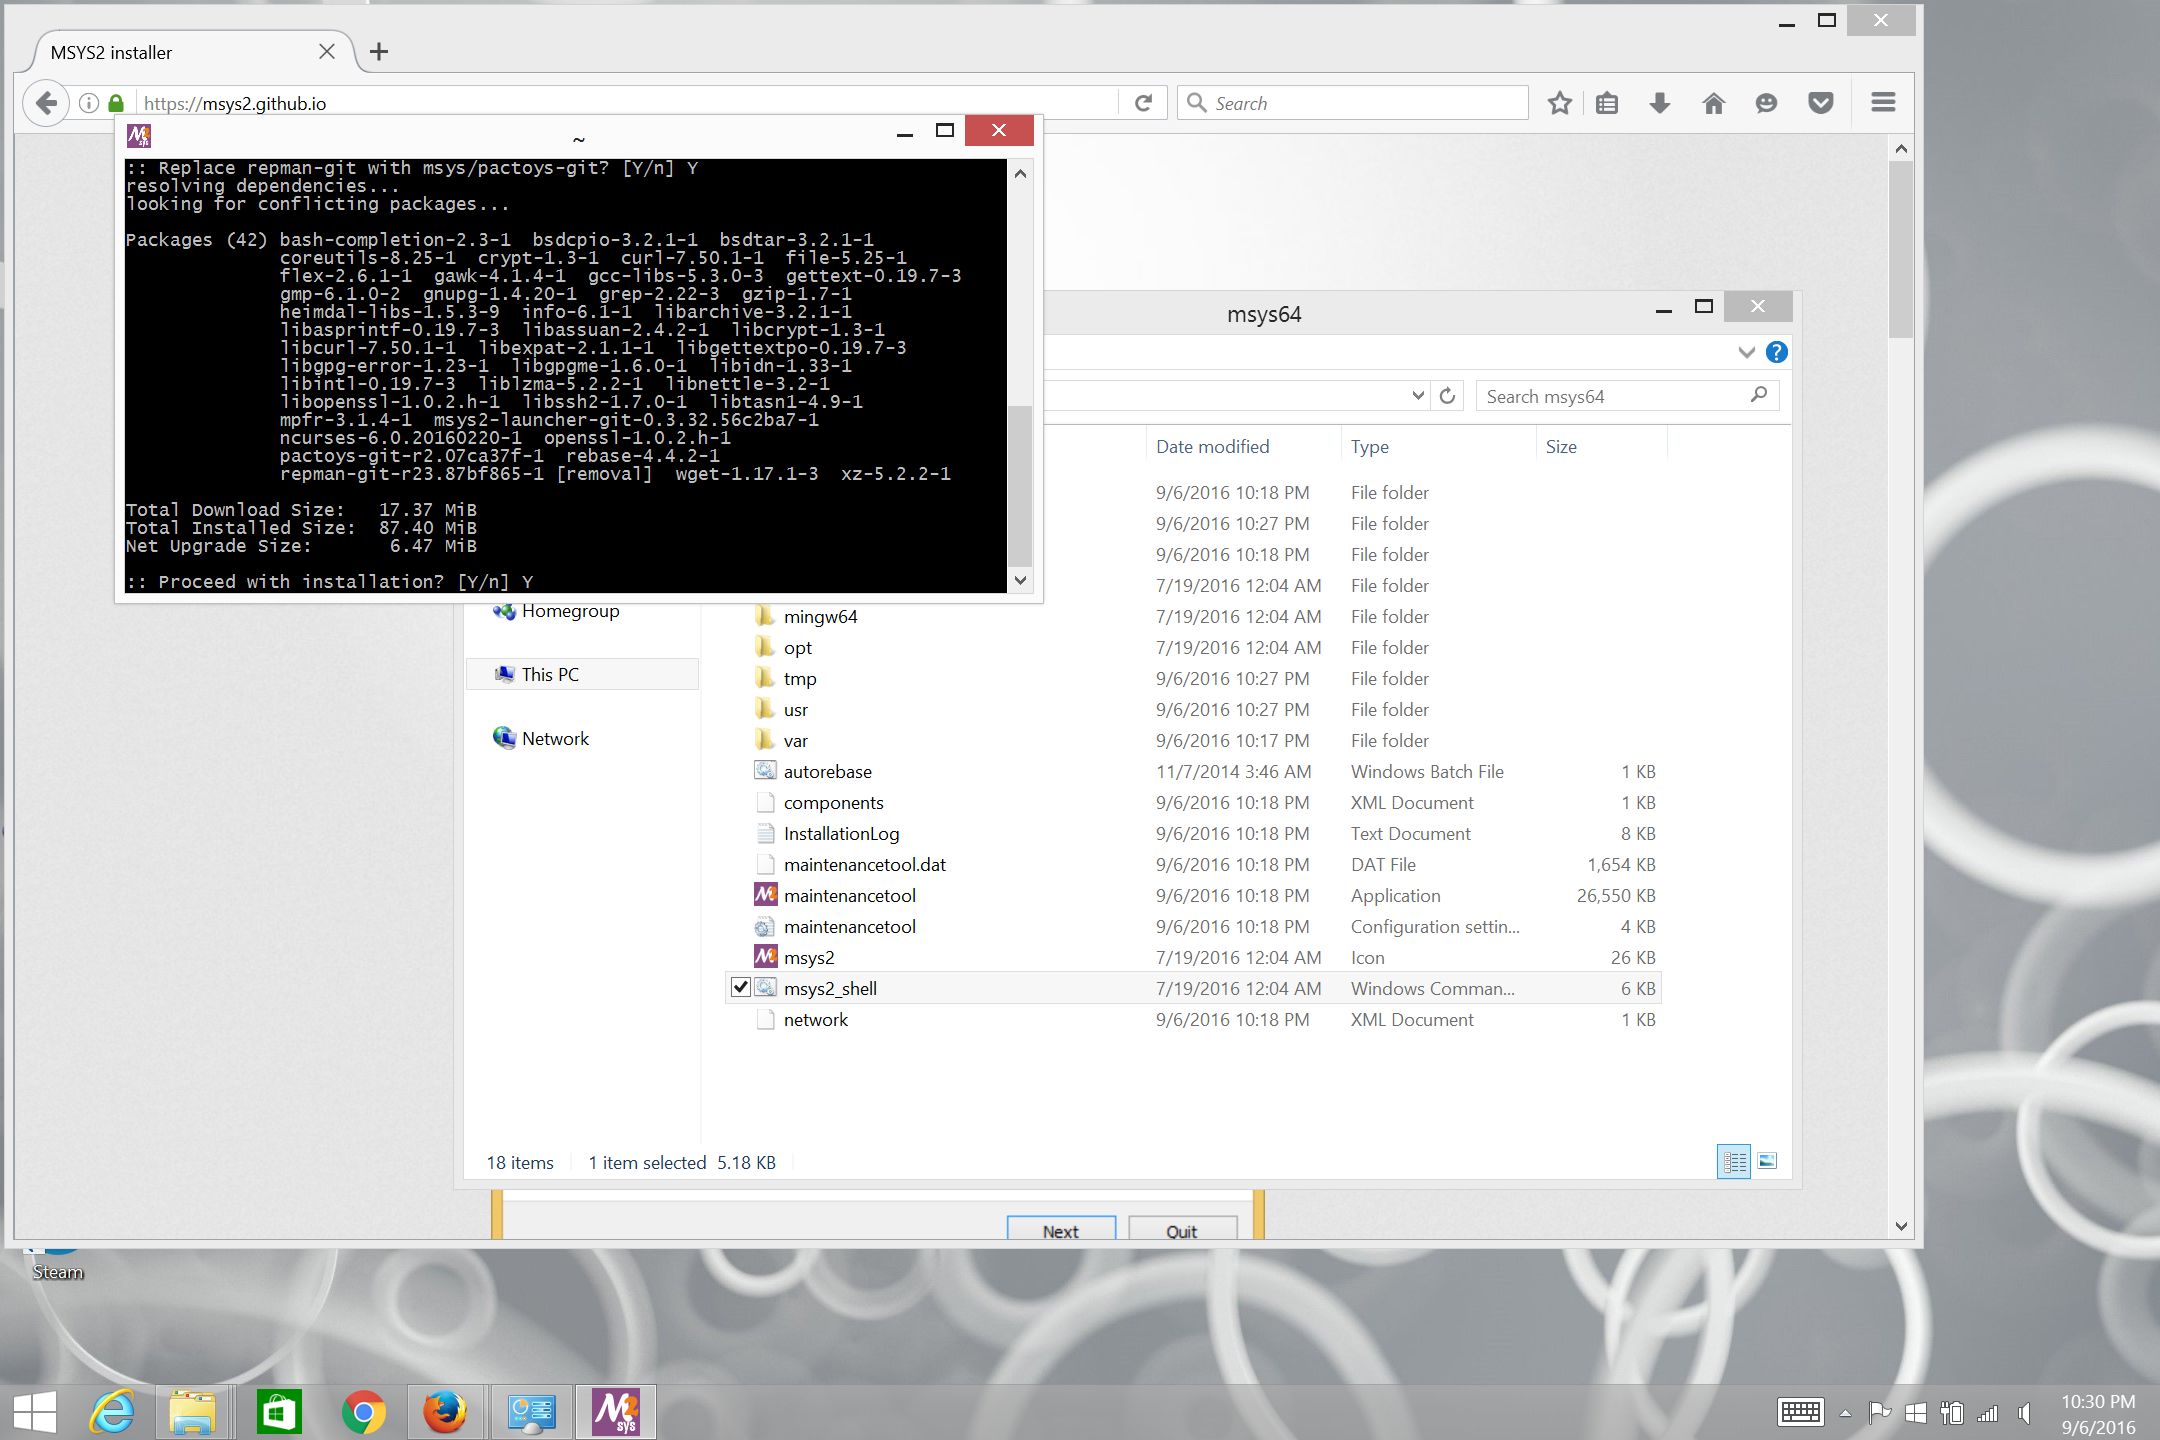 MSYS2 installer
https://msys2.github.io
Search
~
:: Replace repman-git with msys/pactoys-git? [Y/n] Y
resolving dependencies...
looking for conflicting packages...
Packages (42) bash-completion-2.3-1  bsdcpio-3.2.1-1  bsdtar-3.2.1-1
coreutils-8.25-1  crypt-1.3-1  curl-7.50.1-1  file-5.25-1
flex-2.6.1-1  gawk-4.1.4-1  gcc-libs-5.3.0-3  gettext-0.19.7-3
gmp-6.1.0-2  gnupg-1.4.20-1  grep-2.22-3  gzip-1.7-1
heimdal-libs-1.5.3-9  info-6.1-1  libarchive-3.2.1-1
libasprintf-0.19.7-3  libassuan-2.4.2-1  libcrypt-1.3-1
libcurl-7.50.1-1  libexpat-2.1.1-1  libgettextpo-0.19.7-3
libgpg-error-1.23-1  libgpgme-1.6.0-1  libidn-1.33-1
libintl-0.19.7-3  liblzma-5.2.2-1  libnettle-3.2-1
libopenssl-1.0.2.h-1  libssh2-1.7.0-1  libtasn1-4.9-1
mpfr-3.1.4-1  msys2-launcher-git-0.3.32.56c2ba7-1
ncurses-6.0.20160220-1  openssl-1.0.2.h-1
pactoys-git-r2.07ca37f-1  rebase-4.4.2-1
repman-git-r23.87bf865-1 [removal]  wget-1.17.1-3  xz-5.2.2-1
Total Download Size:   17.37 MiB
Total Installed Size:  87.40 MiB
Net Upgrade Size:       6.47 MiB
:: Proceed with installation? [Y/n] Y
msys64
Search msys64
Date modified Type Size
9/6/2016 10:18 PM File folder
9/6/2016 10:27 PM File folder
9/6/2016 10:18 PM File folder
7/19/2016 12:04 AM File folder
Homegroup
This PC
Network
mingw64 7/19/2016 12:04 AM File folder
opt 7/19/2016 12:04 AM File folder
tmp 9/6/2016 10:27 PM File folder
usr 9/6/2016 10:27 PM File folder
var 9/6/2016 10:17 PM File folder
autorebase 11/7/2014 3:46 AM Windows Batch File 1 KB
components 9/6/2016 10:18 PM XML Document 1 KB
InstallationLog 9/6/2016 10:18 PM Text Document 8 KB
maintenancetool.dat 9/6/2016 10:18 PM DAT File 1,654 KB
maintenancetool 9/6/2016 10:18 PM Application 26,550 KB
maintenancetool 9/6/2016 10:18 PM Configuration settin... 4 KB
msys2 7/19/2016 12:04 AM Icon 26 KB
msys2_shell 7/19/2016 12:04 AM Windows Comman... 6 KB
network 9/6/2016 10:18 PM XML Document 1 KB
18 items 1 item selected 5.18 KB
Next Quit
Steam
M2 sys
10:30 PM
9/6/2016